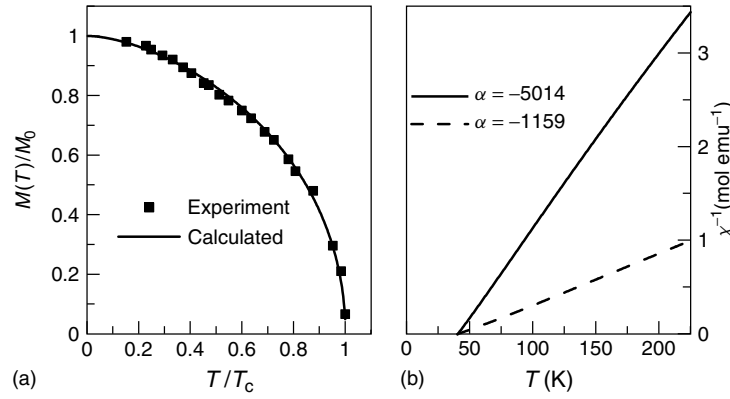 1
0.8
0.6
0.4
0.2
0
M(T)/M₀
Experiment
Calculated
0 0.2 0.4 0.6 0.8 1
T/Tc
(a)
α = −5014
α = −1159
3
2
1
0
χ⁻¹(mol emu⁻¹)
0 50 100 150 200
T (K)
(b)